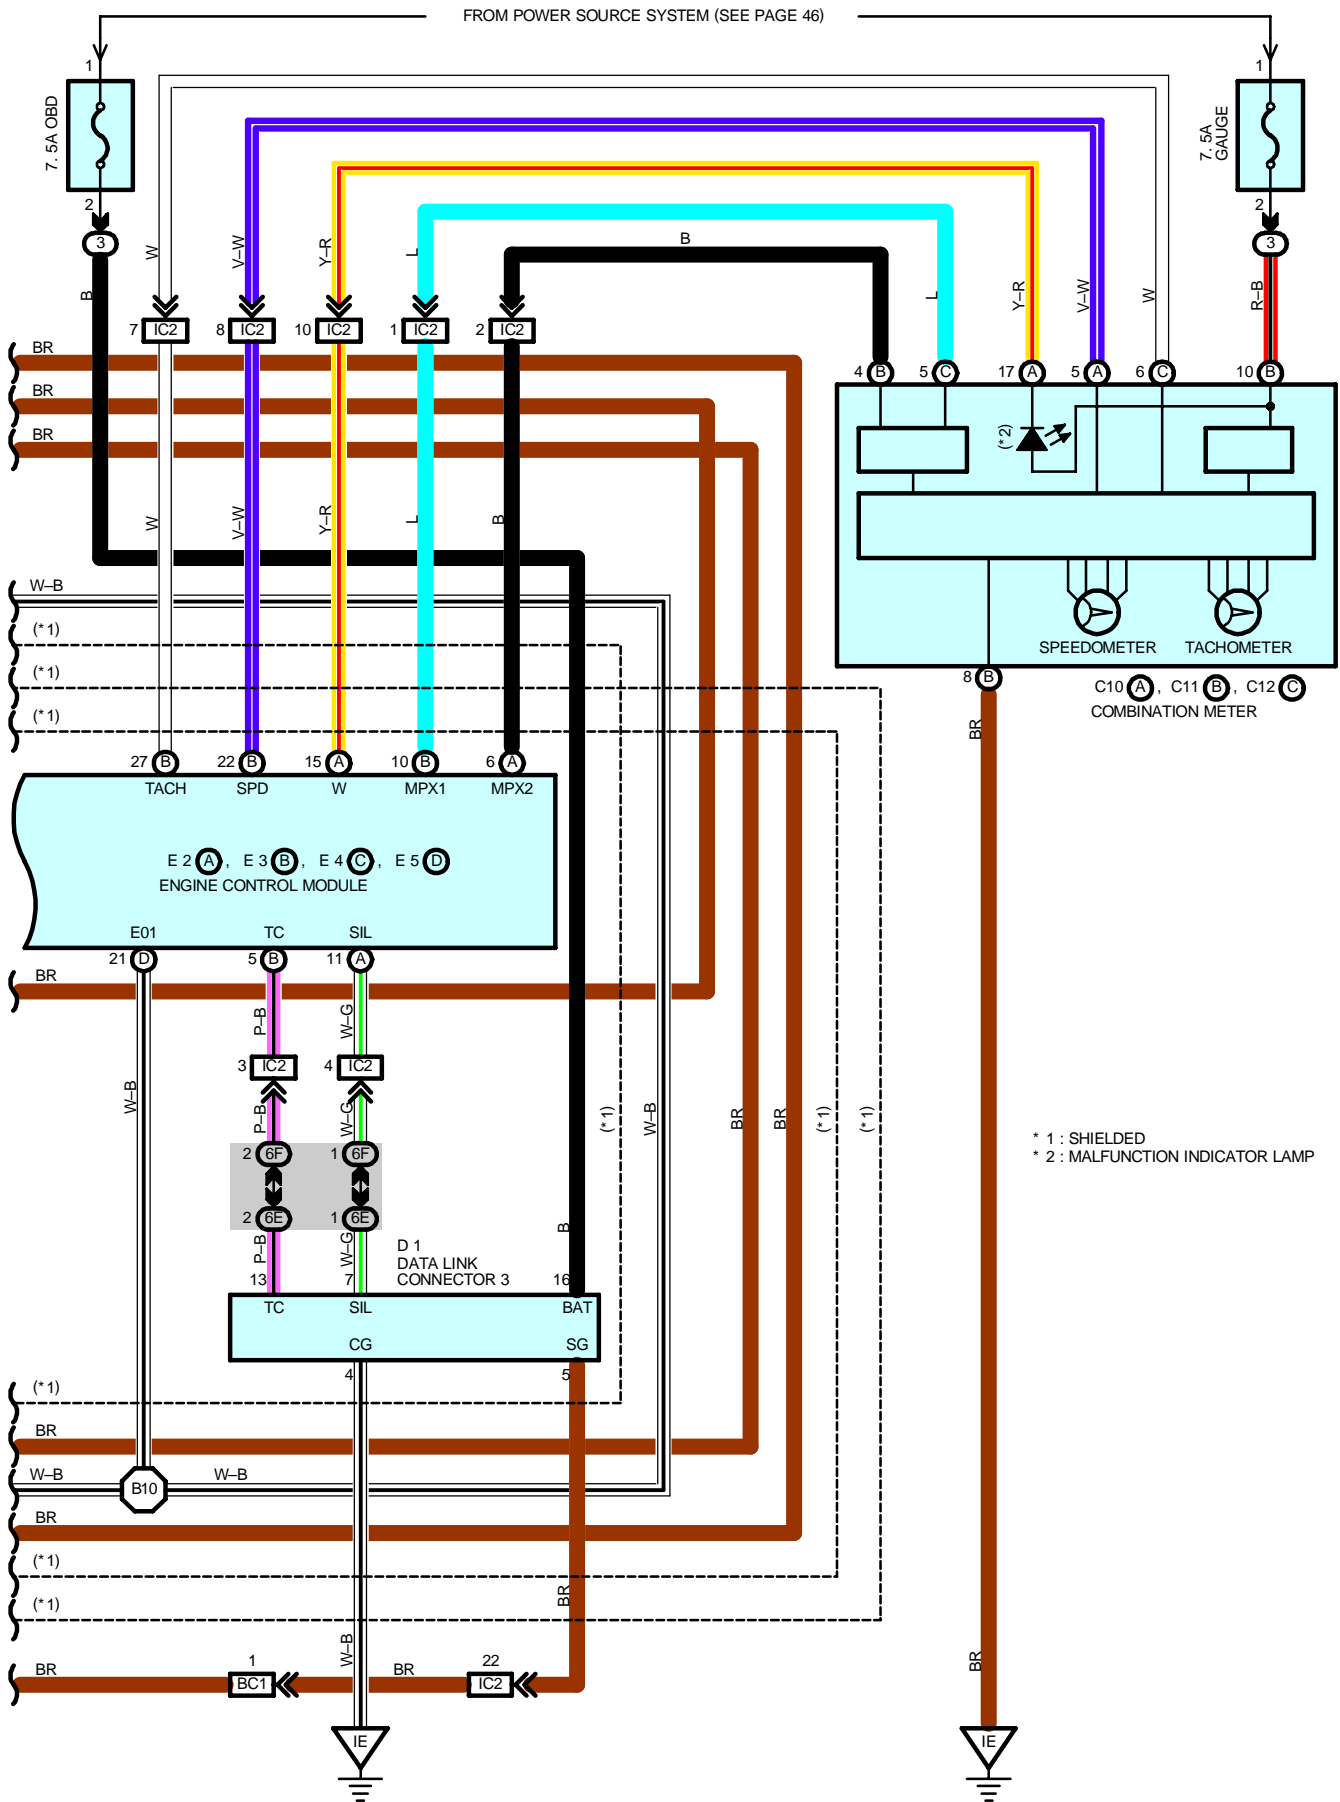 FROM POWER SOURCE SYSTEM (SEE PAGE 46)
1
1
7. 5A OBD
7. 5A
GAUGE
2
2
3
3
B
W
V–W
Y–R
L
B
L
Y–R
V–W
W
R–B
7 IC2
8 IC2
10 IC2
1 IC2
2 IC2
BR
4 B
5 C
17 A
5 A
6 C
10 B
BR
BR
(* 2)
W
V–W
Y–R
L
B
W–B
(* 1)
SPEEDOMETER
TACHOMETER
(* 1)
8 B
C10 A , C11 B , C12 C
COMBINATION METER
(* 1)
BR
27 B
22 B
15 A
10 B
6 A
TACH
SPD
W
MPX1
MPX2
E 2 A , E 3 B , E 4 C , E 5 D
ENGINE CONTROL MODULE
E01
TC
SIL
21 D
5 B
11 A
BR
P–B
W–G
3 IC2
4 IC2
W–B
P–B
W–G
(* 1)
W–B
BR
BR
(* 1)
(* 1)
* 1 : SHIELDED
* 2 : MALFUNCTION INDICATOR LAMP
2 6F
1 6F
2 6E
1 6E
P–B
W–G
B
D 1
DATA LINK
CONNECTOR 3
13
7
16
TC
SIL
BAT
CG
SG
4
5
(* 1)
BR
W–B
W–B
B10
BR
(* 1)
(* 1)
BR
W–B
BR
BR
1
BC1
BR
22
IC2
IE
IE